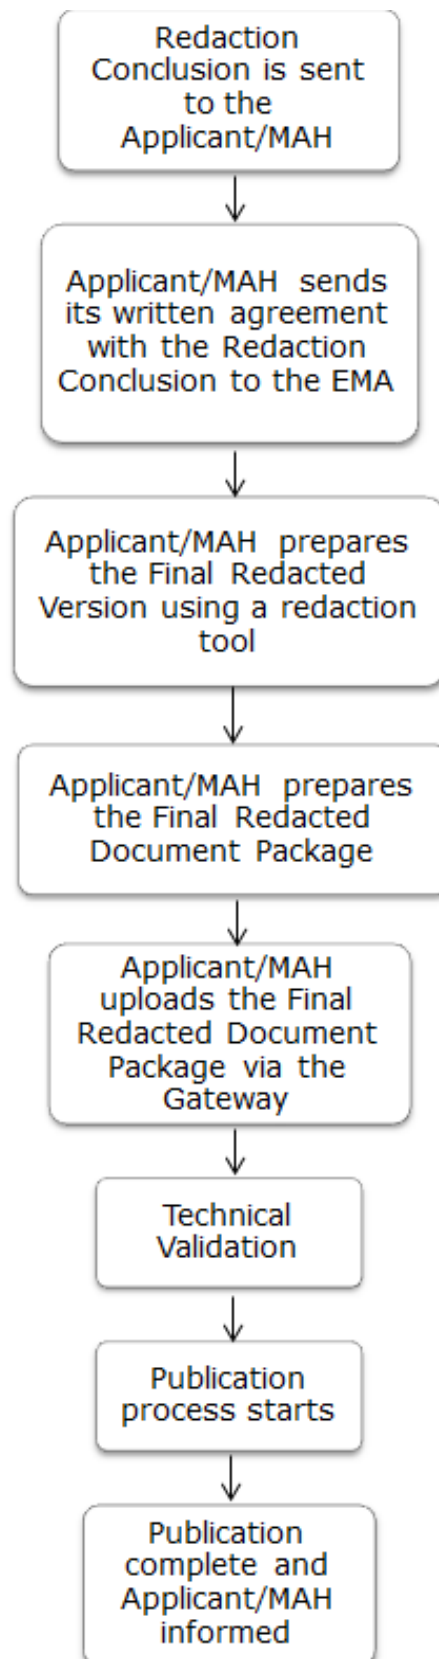 Redaction
Conclusion is sent
to the
Applicant/MAH
Applicant/MAH sends
its written agreement
with the Redaction
Conclusion to the EMA
Applicant/MAH prepares
the Final Redacted
Version using a redaction
tool
Applicant/MAH prepares
the Final Redacted
Document Package
Applicant/MAH
uploads the Final
Redacted Document
Package via the
Gateway
Technical
Validation
Publication
process starts
Publication
complete and
Applicant/MAH
informed